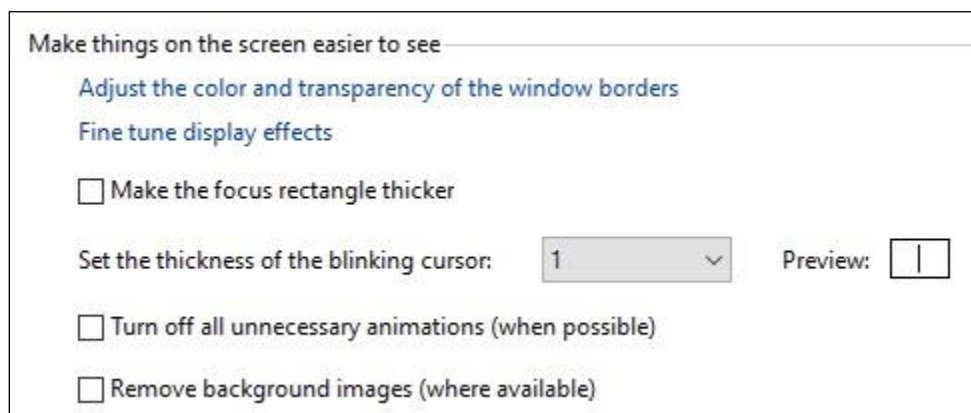 Make things on the screen easier to see
Adjust the color and transparency of the window borders
Fine tune display effects
Make the focus rectangle thicker
Set the thickness of the blinking cursor: 1 Preview:
Turn off all unnecessary animations (when possible)
Remove background images (where available)